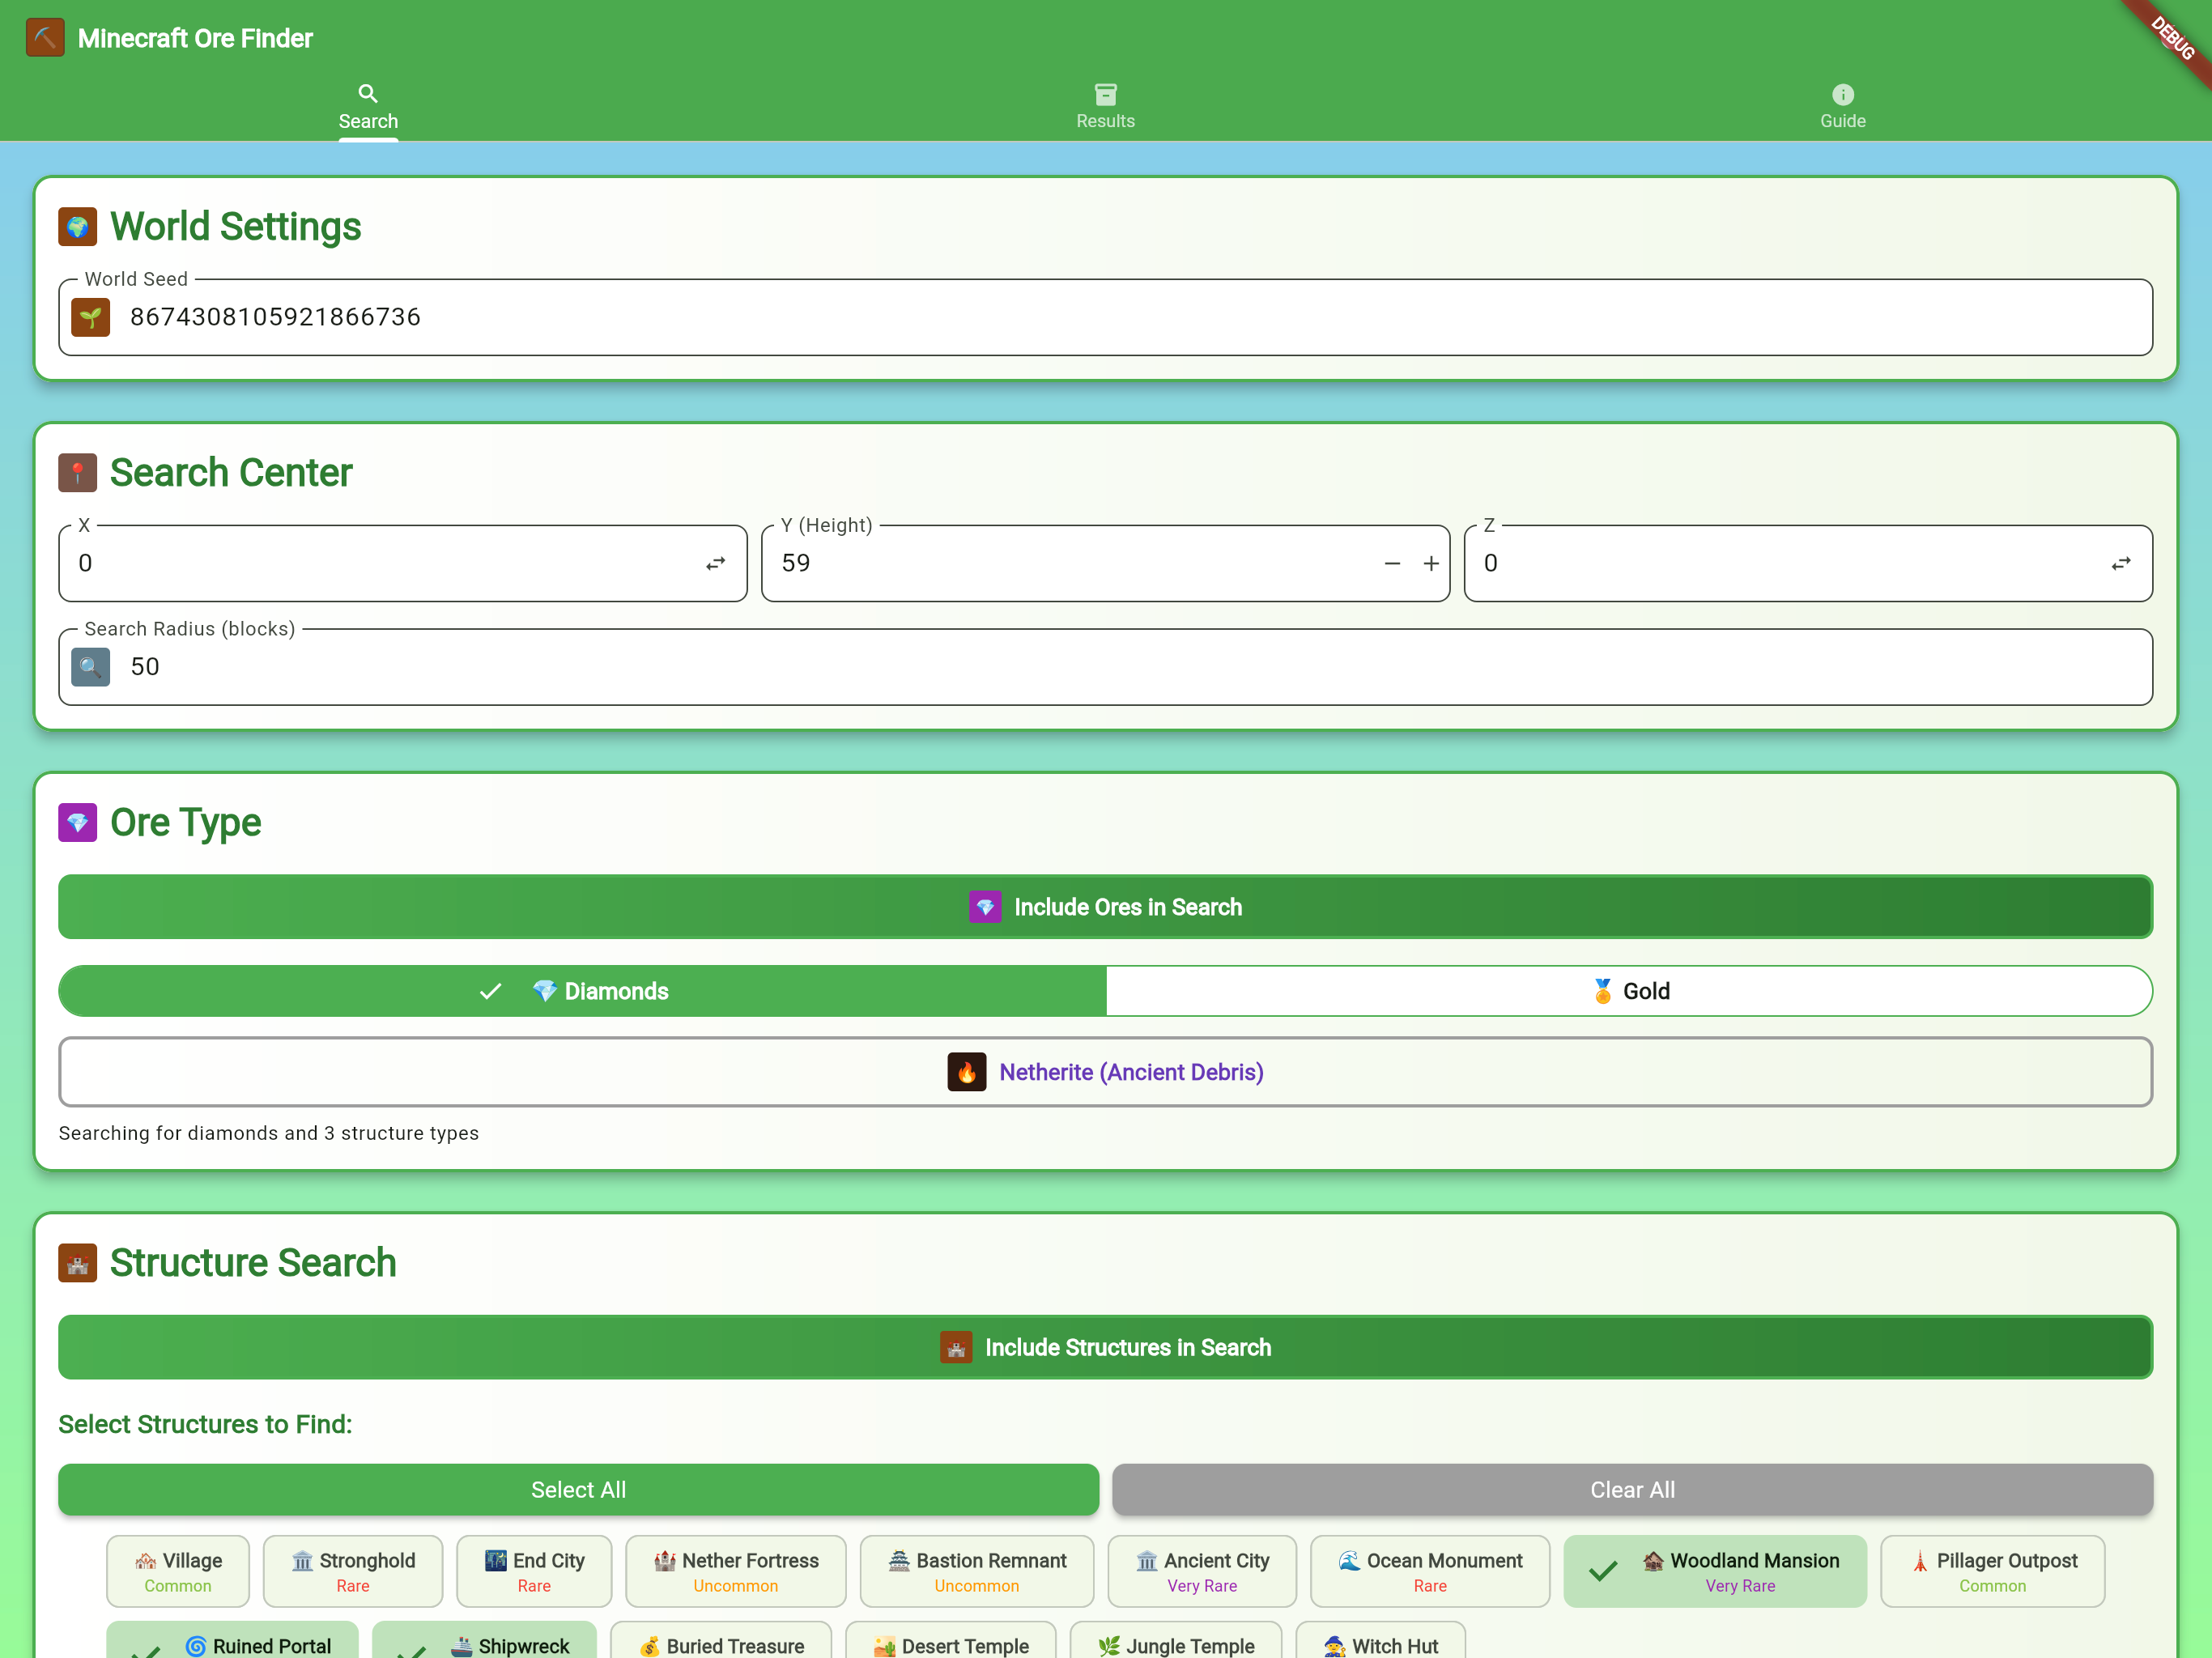 Minecraft Ore Finder
DEBUG
Search
Results
Guide
World Settings
World Seed
8674308105921866736
Search Center
X
0
Y (Height)
59
Z
0
Search Radius (blocks)
50
Ore Type
Include Ores in Search
Diamonds
Gold
Netherite (Ancient Debris)
Searching for diamonds and 3 structure types
Structure Search
Include Structures in Search
Select Structures to Find:
Select All
Clear All
Village
Common
Stronghold
Rare
End City
Rare
Nether Fortress
Uncommon
Bastion Remnant
Uncommon
Ancient City
Very Rare
Ocean Monument
Rare
Woodland Mansion
Very Rare
Pillager Outpost
Common
Ruined Portal
Shipwreck
Buried Treasure
Desert Temple
Jungle Temple
Witch Hut